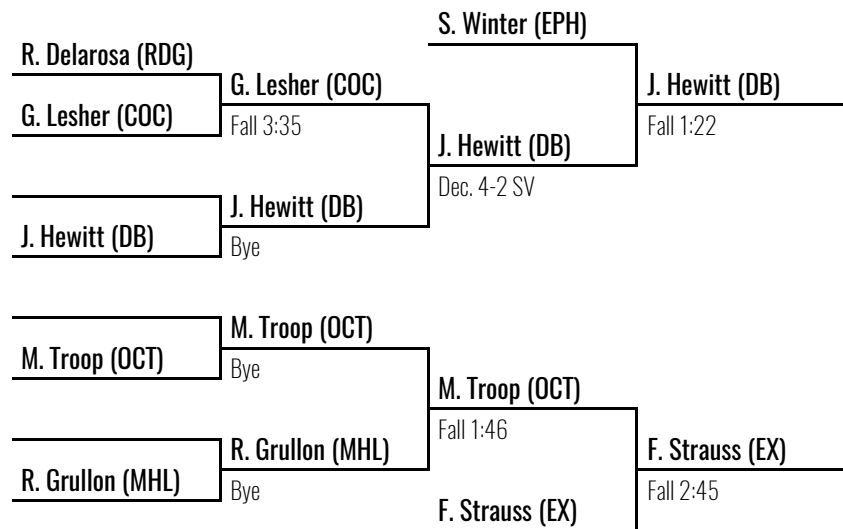 S. Winter (EPH)
R. Delarosa (RDG)
G. Lesher (COC)
J. Hewitt (DB)
G. Lesher (COC)
Fall 3:35
Fall 1:22
J. Hewitt (DB)
Dec. 4-2 SV
J. Hewitt (DB)
J. Hewitt (DB)
Bye
M. Troop (OCT)
M. Troop (OCT)
Bye
M. Troop (OCT)
Fall 1:46
R. Grullon (MHL)
F. Strauss (EX)
R. Grullon (MHL)
Bye
Fall 2:45
F. Strauss (EX)